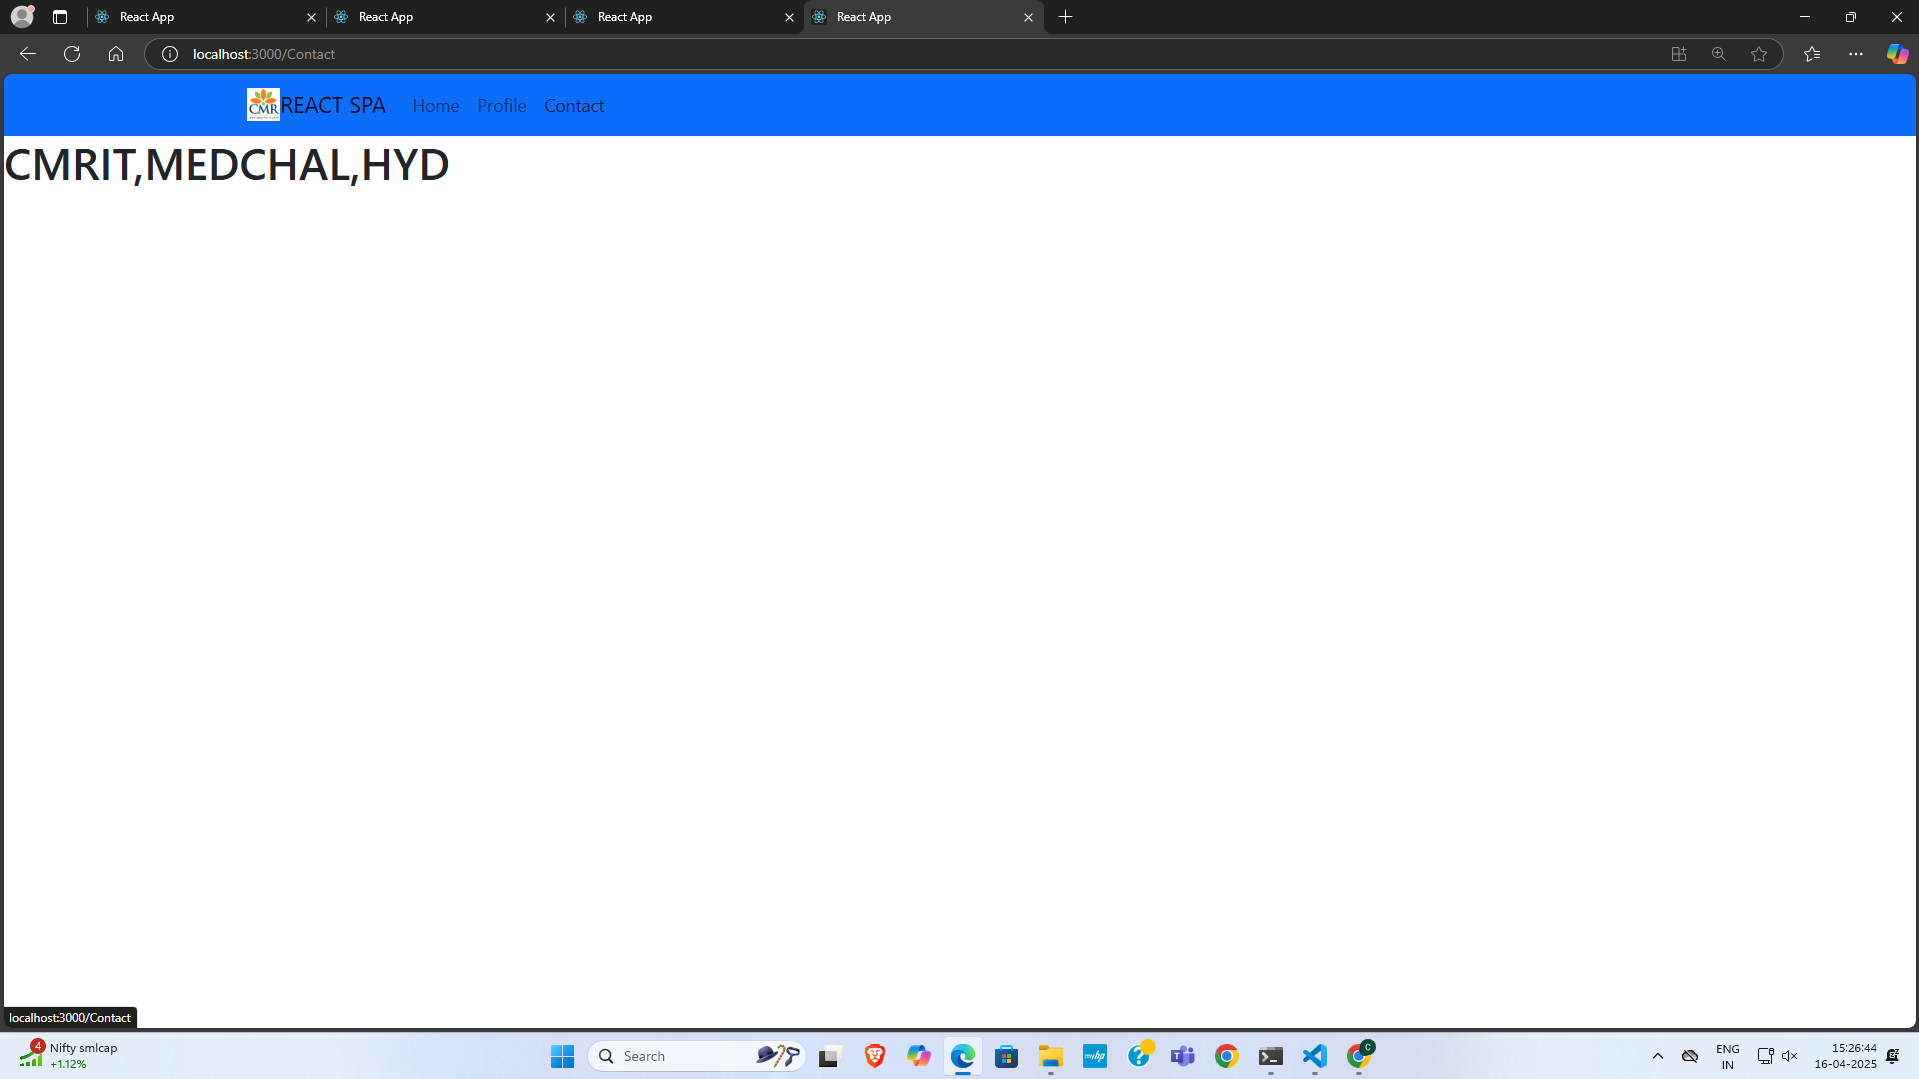 React App
React App
React App
React App
localhost:3000/Contact
CMR
REACT SPA
Home
Profile
Contact
CMRIT,MEDCHAL,HYD
localhost:3000/Contact
4
Nifty smlcap
+1.12%
Search
myhp
C
ENG
IN
15:26:44
16-04-2025